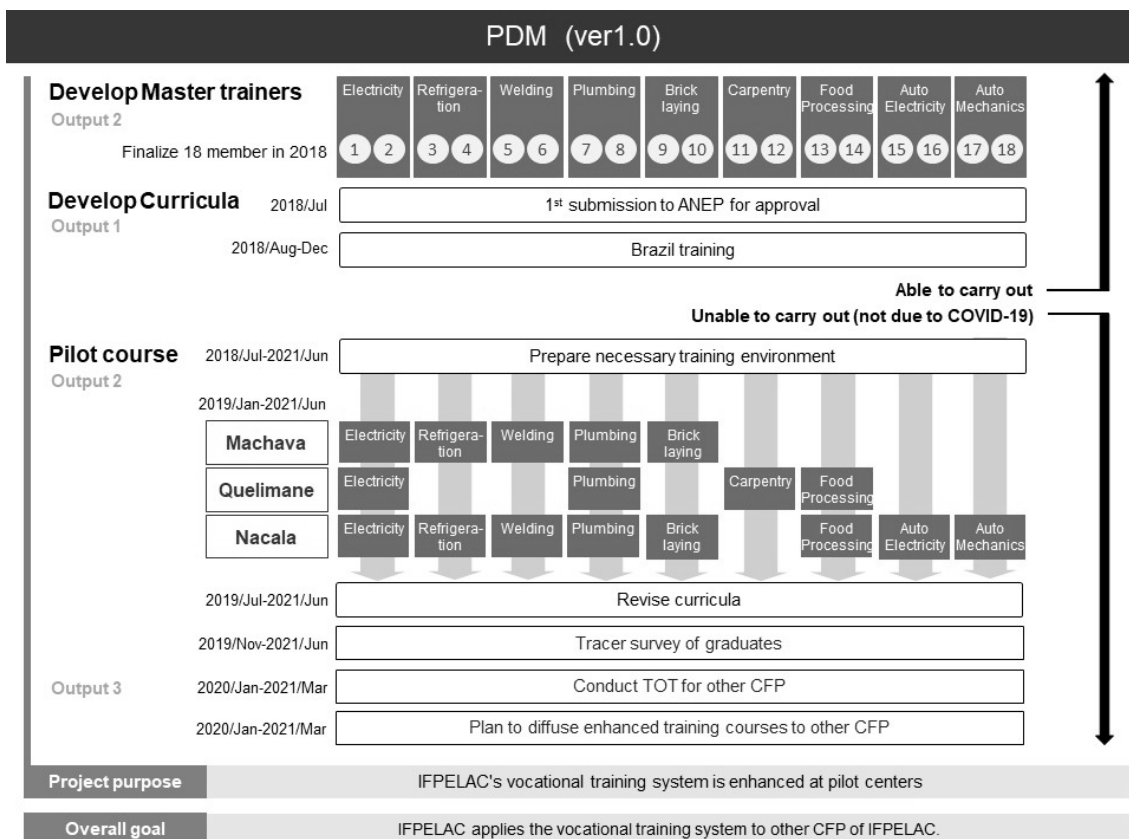 PDM (ver1.0)
Develop Master trainers
Output 2
Finalize 18 member in 2018
Electricity
Refrigera-
tion
Welding
Plumbing
Brick
laying
Carpentry
Food
Processing
Auto
Electricity
Auto
Mechanics
1 2 3 4 5 6 7 8 9 10 11 12 13 14 15 16 17 18
Develop Curricula
Output 1
2018/Jul
1st submission to ANEP for approval
2018/Aug-Dec
Brazil training
Able to carry out
Unable to carry out (not due to COVID-19)
Pilot course
Output 2
2018/Jul-2021/Jun
Prepare necessary training environment
2019/Jan-2021/Jun
Machava
Electricity
Refrigera-
tion
Welding
Plumbing
Brick
laying
Quelimane
Electricity
Plumbing
Carpentry
Food
Processing
Nacala
Electricity
Refrigera-
tion
Welding
Plumbing
Brick
laying
Food
Processing
Auto
Electricity
Auto
Mechanics
2019/Jul-2021/Jun
Revise curricula
2019/Nov-2021/Jun
Tracer survey of graduates
Output 3
2020/Jan-2021/Mar
Conduct TOT for other CFP
2020/Jan-2021/Mar
Plan to diffuse enhanced training courses to other CFP
Project purpose
IFPELAC's vocational training system is enhanced at pilot centers
Overall goal
IFPELAC applies the vocational training system to other CFP of IFPELAC.